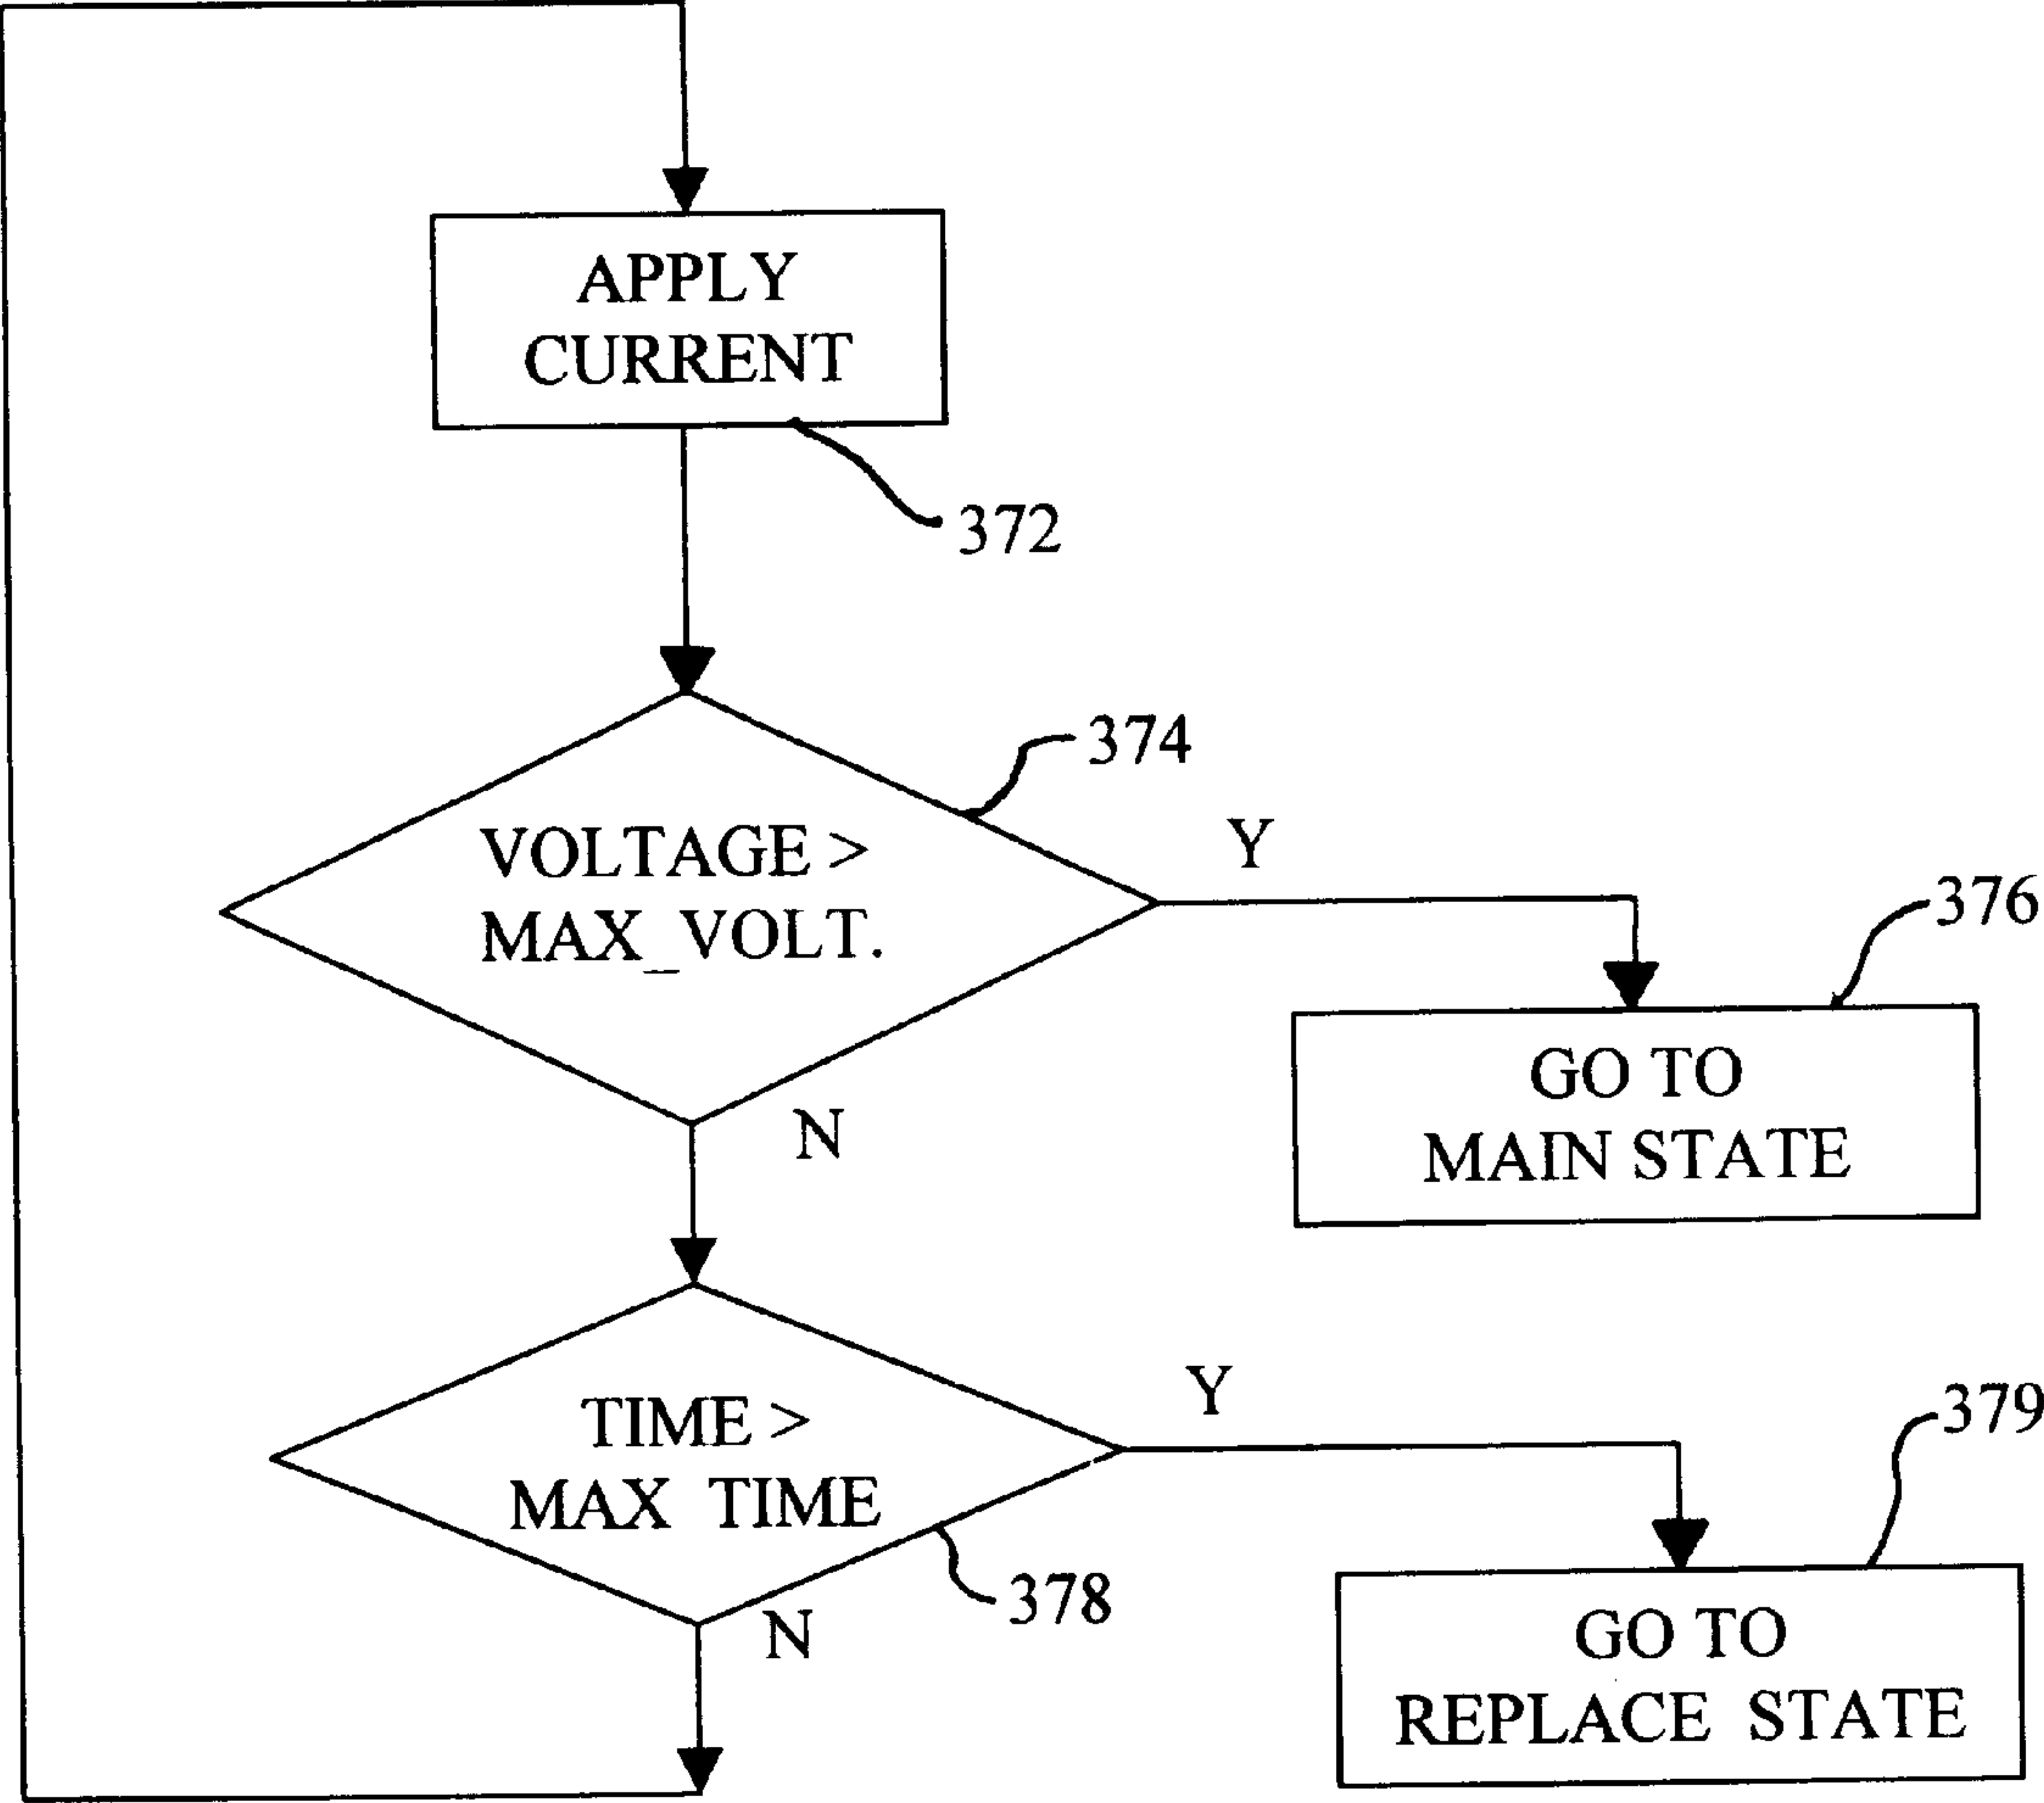 APPLY
CURRENT
372
374
VOLTAGE >
MAX_VOLT.
Y
376
GO TO
MAIN STATE
N
TIME >
MAX TIME
Y
379
378
N
GO TO
REPLACE STATE